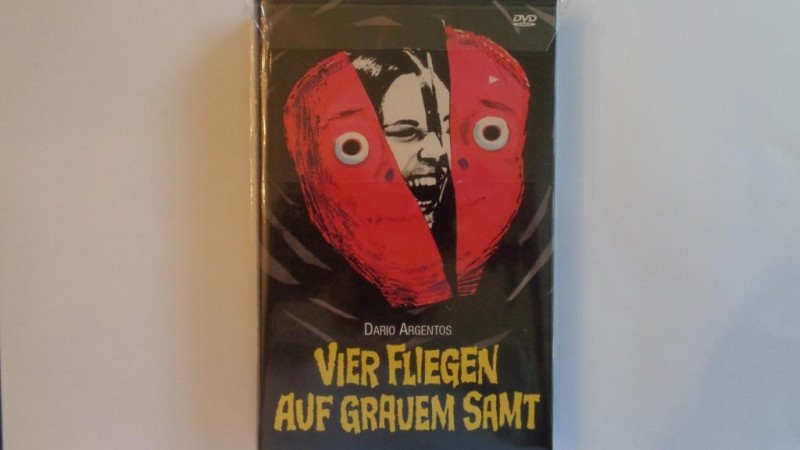 DVD
DARIO ARGENTOS
VIER FLIEGEN
AUF GRAUEM SAMT